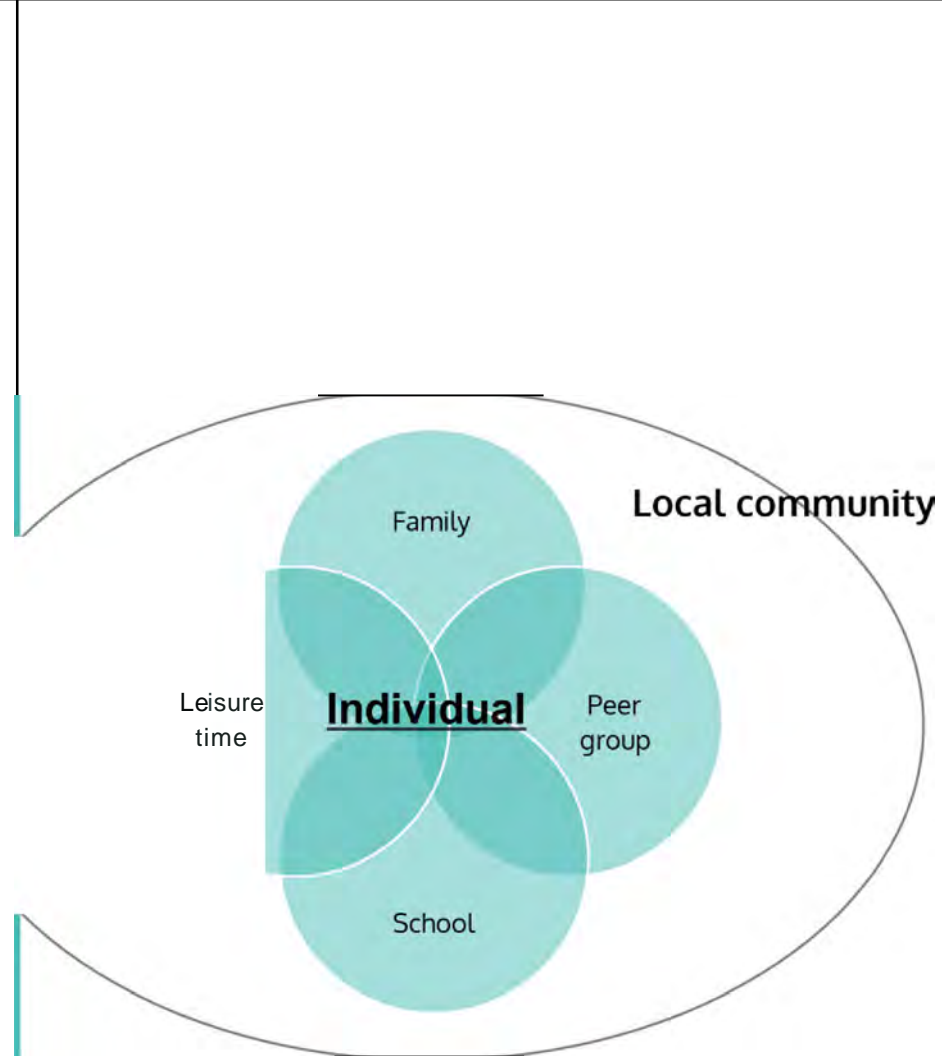 Local community
Family
Leisure
time
Individual
Peer
group
School